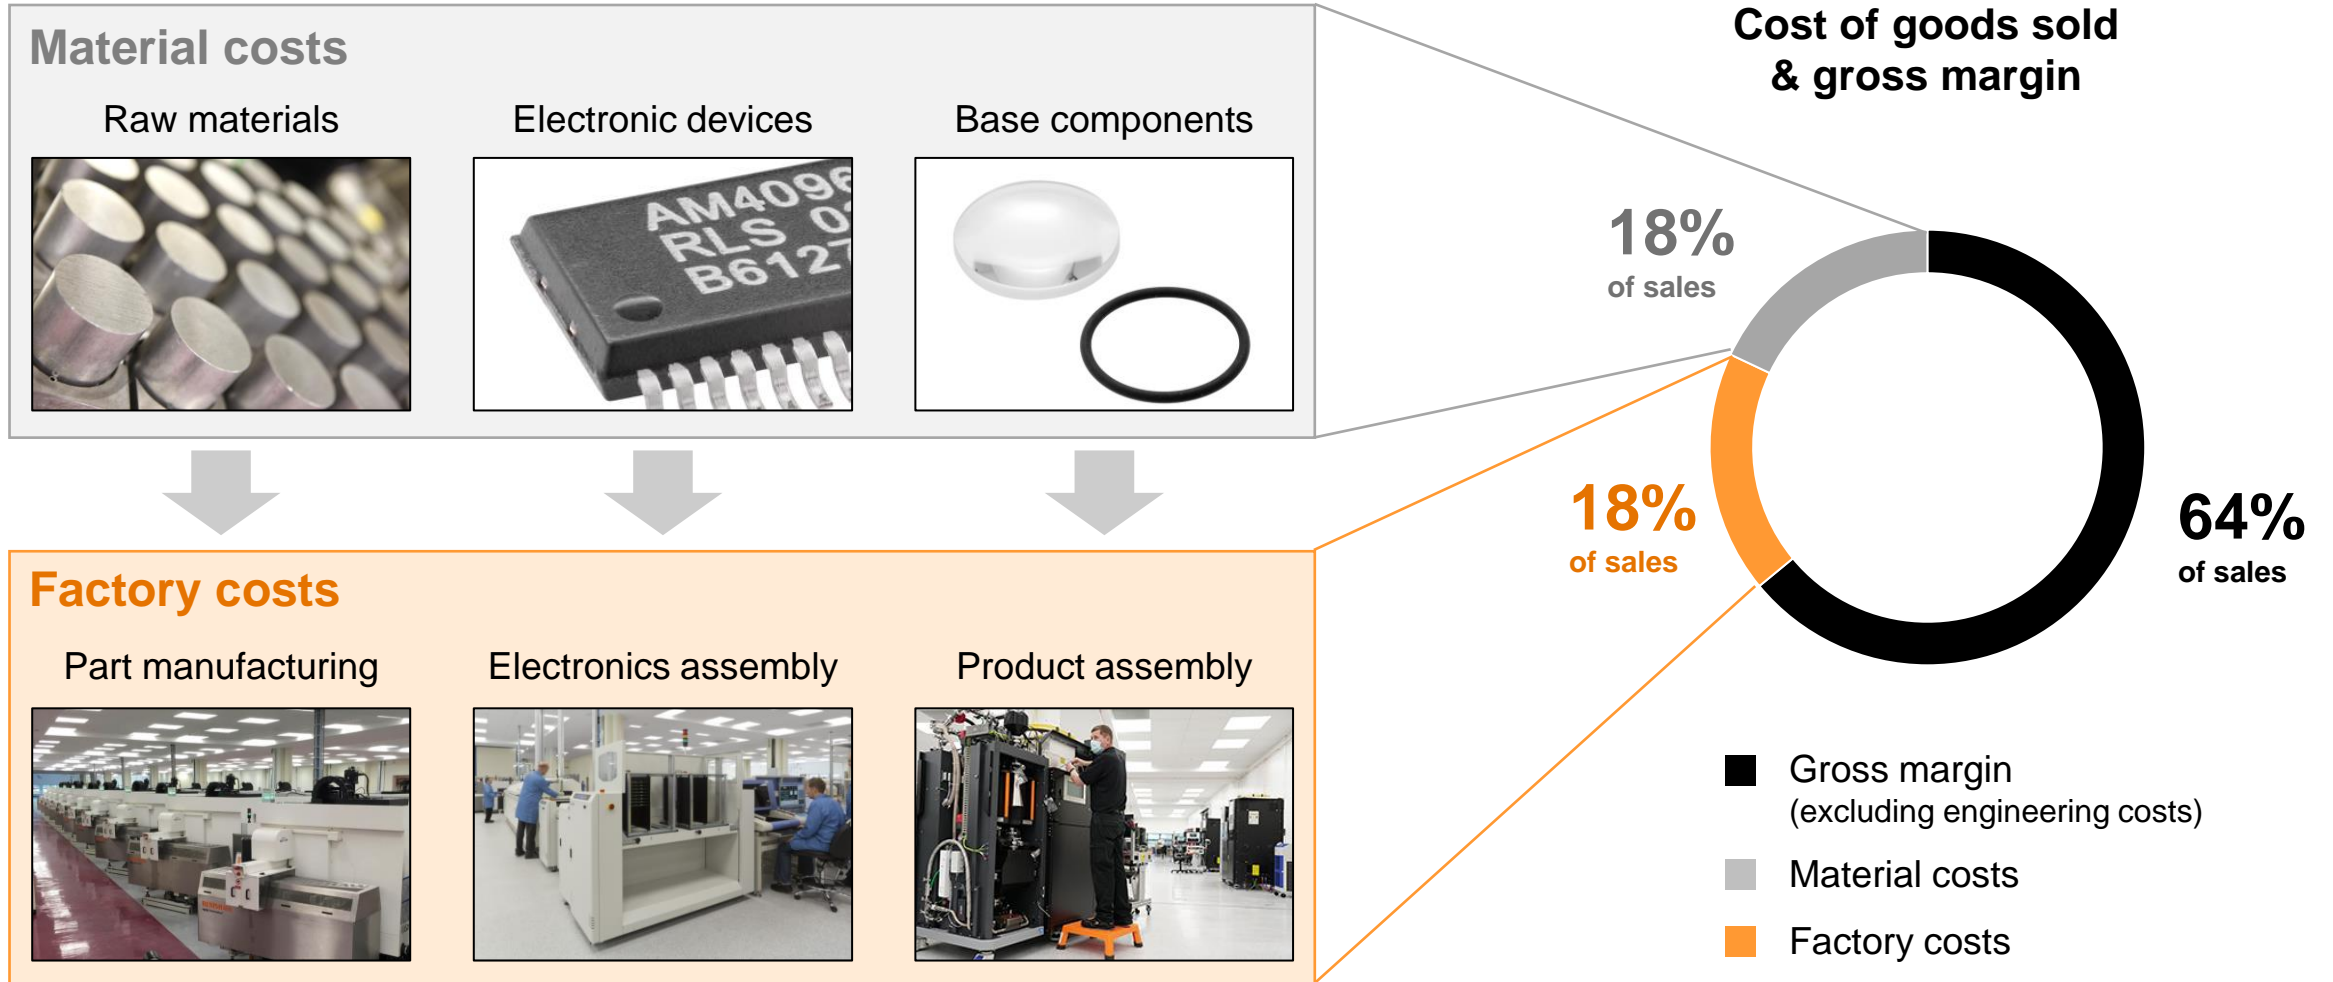 Material costs
Raw materials
Electronic devices
Base components
AM4096
RLS 0
B6127
Factory costs
Part manufacturing
Electronics assembly
Product assembly
Cost of goods sold
& gross margin
18%
of sales
18%
of sales
64%
of sales
Gross margin
(excluding engineering costs)
Material costs
Factory costs